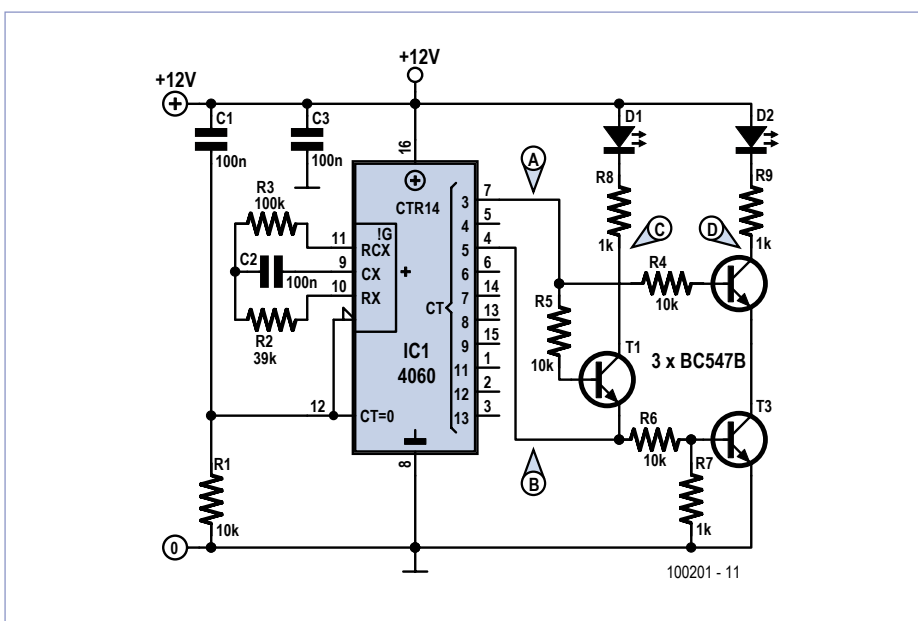 +12V
+12V
C1
100n
C3
100n
D1
D2
16
R8
1k
R9
1k
A
C
D
CTR14
R3
100k
C2
100n
R2
39k
11
9
10
!G
RCX
CX
RX
+
CT
3
7
4
5
5
4
6
6
7
14
8
13
9
15
11
1
12
2
13
3
IC1
4060
12
CT=0
8
R4
10k
R5
10k
T1
3 x BC547B
T3
R6
10k
R7
1k
B
R1
10k
0
100201 - 11